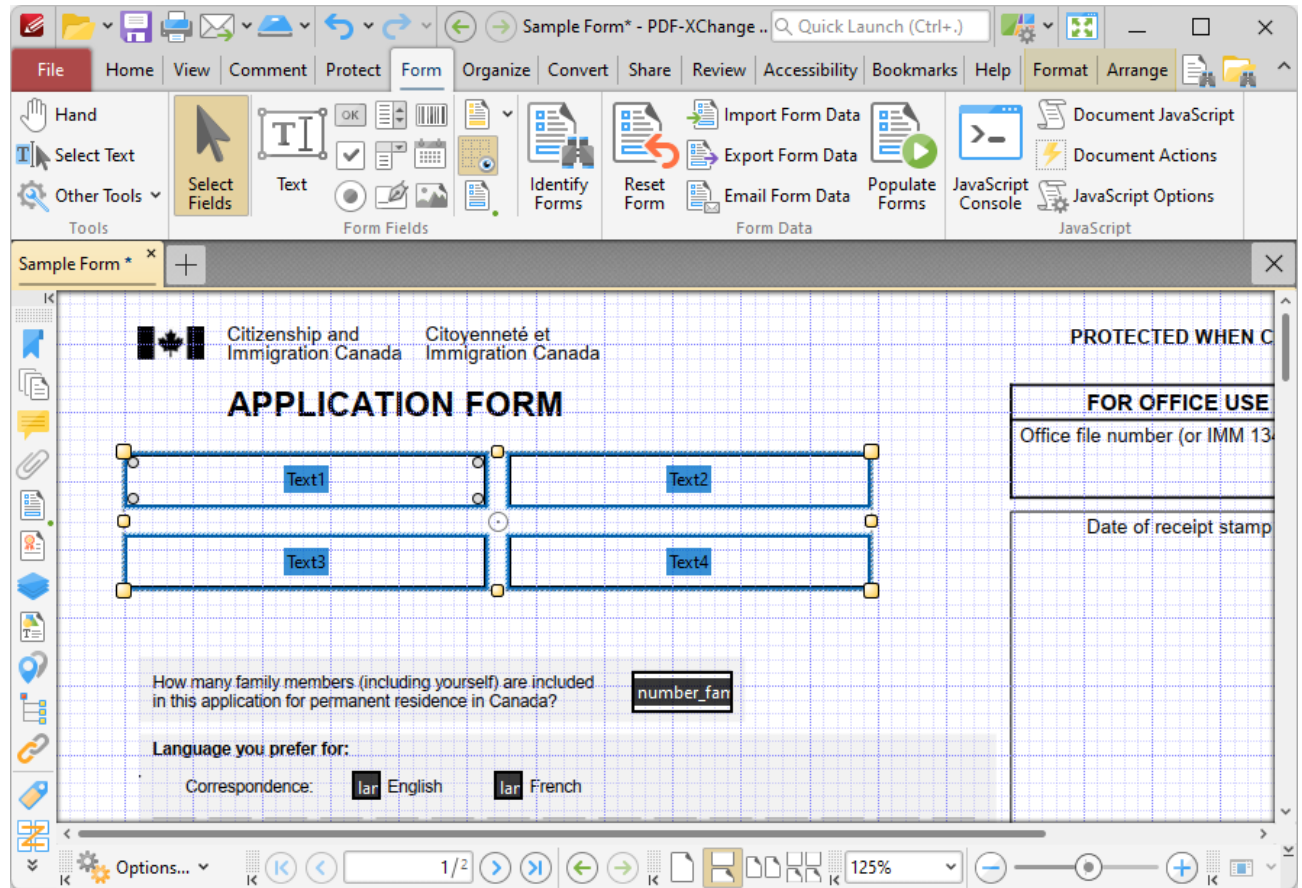 Sample Form* - PDF-XChange ..
Quick Launch (Ctrl+.)
File Home View Comment Protect Form Organize Convert Share Review Accessibility Bookmarks Help Format Arrange
Hand
Select Text
Other Tools
Tools
Select Fields
Text
OK
Form Fields
Identify Forms
Reset Form
Import Form Data
Export Form Data
Email Form Data
Populate Forms
Form Data
JavaScript Console
Document JavaScript
Document Actions
JavaScript Options
JavaScript
Sample Form *
Citizenship and
Immigration Canada
Citoyenneté et
Immigration Canada
PROTECTED WHEN C
APPLICATION FORM
FOR OFFICE USE
Office file number (or IMM 134
Text1
Text2
Date of receipt stamp
Text3
Text4
How many family members (including yourself) are included
in this application for permanent residence in Canada?
number_fam
Language you prefer for:
Correspondence:
lar English
lar French
Options...
1/2
125%